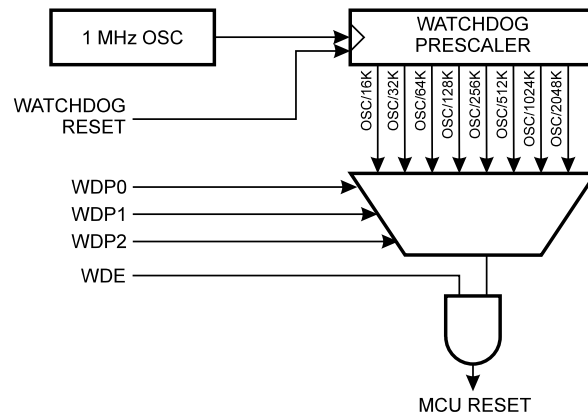 1 MHz OSC
WATCHDOG
PRESCALER
WATCHDOG
RESET
OSC/16K
OSC/32K
OSC/64K
OSC/128K
OSC/256K
OSC/512K
OSC/1024K
OSC/2048K
WDP0
WDP1
WDP2
WDE
MCU RESET